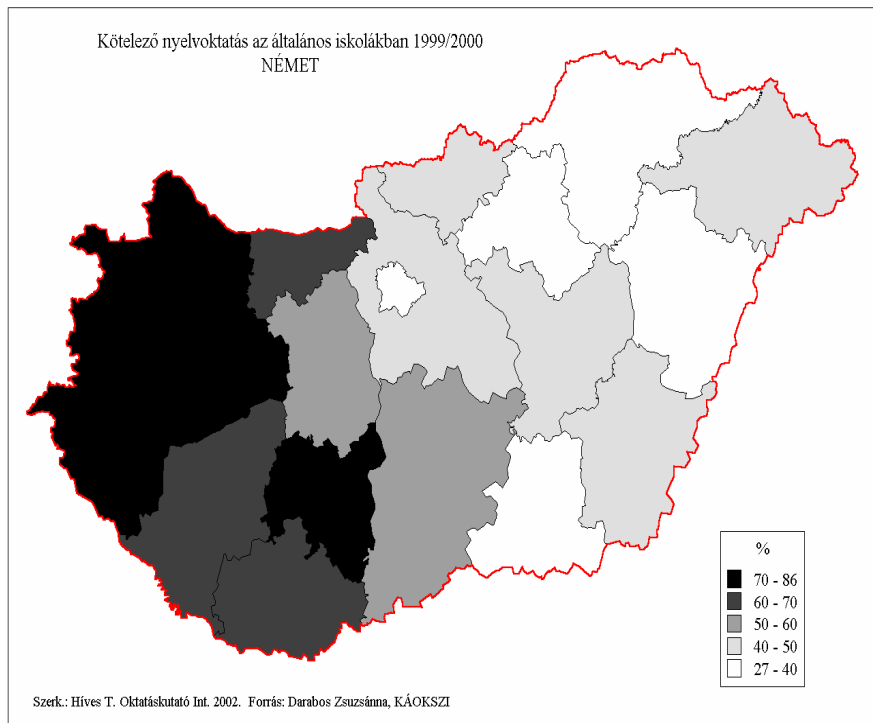 Kötelező nyelvoktatás az általános iskolákban 1999/2000
NÉMET
%
70 - 86
60 - 70
50 - 60
40 - 50
27 - 40
Szerk.: Híves T. Oktatáskutató Int. 2002. Forrás: Darabos Zsuzsánna, KÁOKSZI